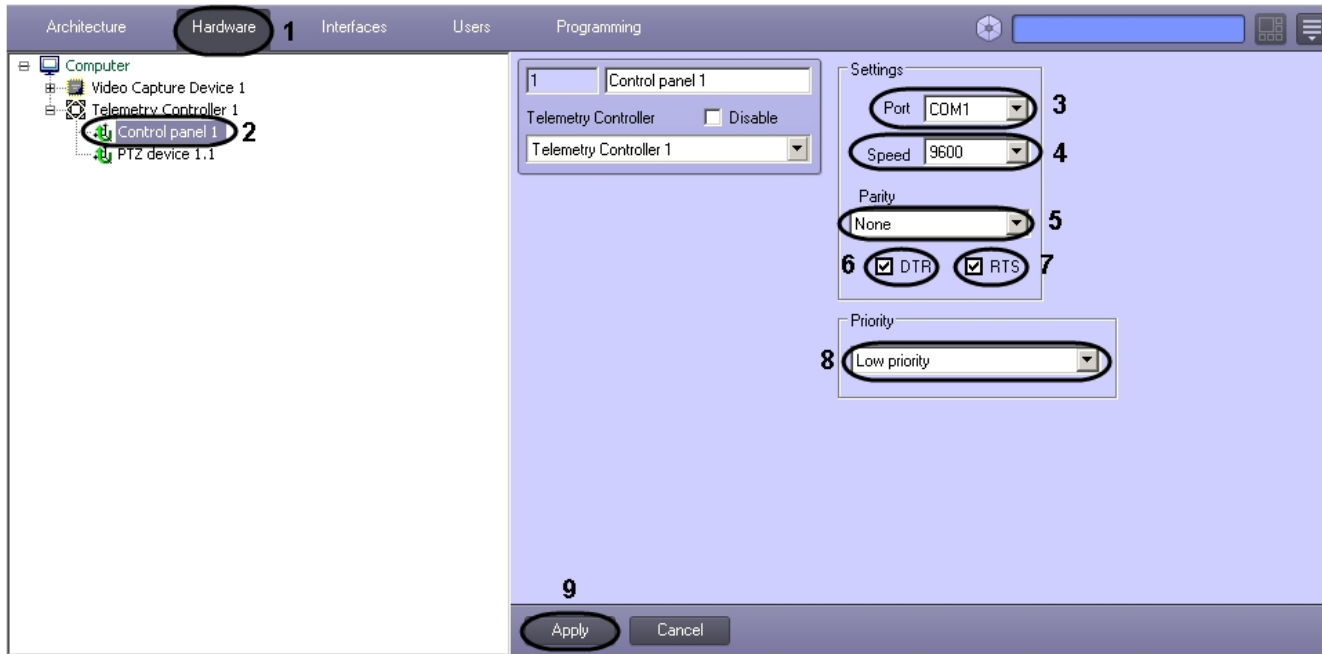 Architecture Hardware 1 Interfaces Users Programming
Computer
Video Capture Device 1
Telemetry Controller 1
Control panel 1 2
PTZ device 1.1
1 Control panel 1
Telemetry Controller Disable
Telemetry Controller 1
Settings
Port COM1 3
Speed 9600 4
Parity
None 5
6 DTR RTS 7
Priority
8 Low priority
9
Apply Cancel